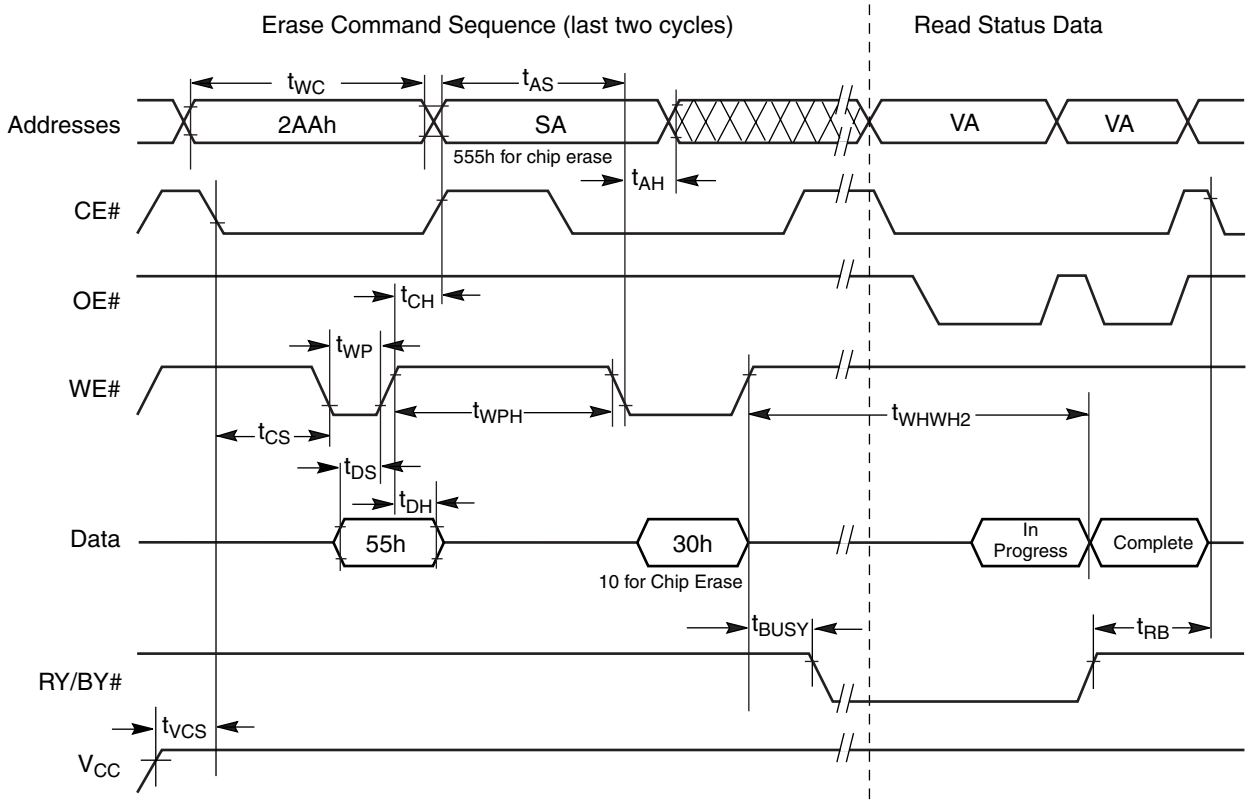 Erase Command Sequence (last two cycles)
Read Status Data
tWC
tAS
Addresses
2AAh
SA
VA
VA
555h for chip erase
tAH
CE#
tCH
OE#
tWP
WE#
tWPH
tWHWH2
tCS
tDS
tDH
Data
55h
30h
In
Progress
Complete
10 for Chip Erase
tBUSY
tRB
RY/BY#
tVCS
VCC